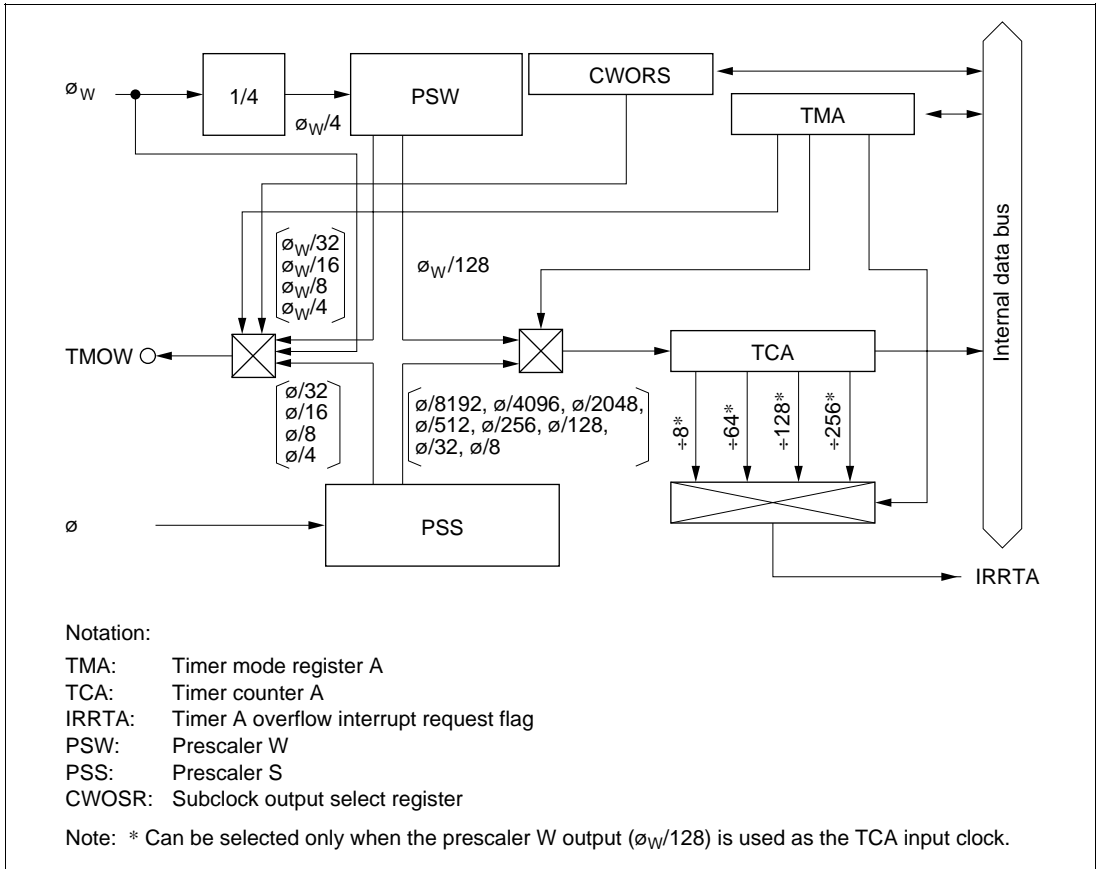 CWORS
øW
1/4
PSW
øW/4
TMA
øW/32
øW/16
øW/8
øW/4
øW/128
Internal data bus
TMOW
TCA
ø/32
ø/16
ø/8
ø/4
ø/8192, ø/4096, ø/2048,
ø/512, ø/256, ø/128,
ø/32, ø/8
÷8*
÷64*
÷128*
÷256*
ø
PSS
IRRTA
Notation:
TMA: Timer mode register A
TCA: Timer counter A
IRRTA: Timer A overflow interrupt request flag
PSW: Prescaler W
PSS: Prescaler S
CWOSR: Subclock output select register
Note: * Can be selected only when the prescaler W output (øW/128) is used as the TCA input clock.